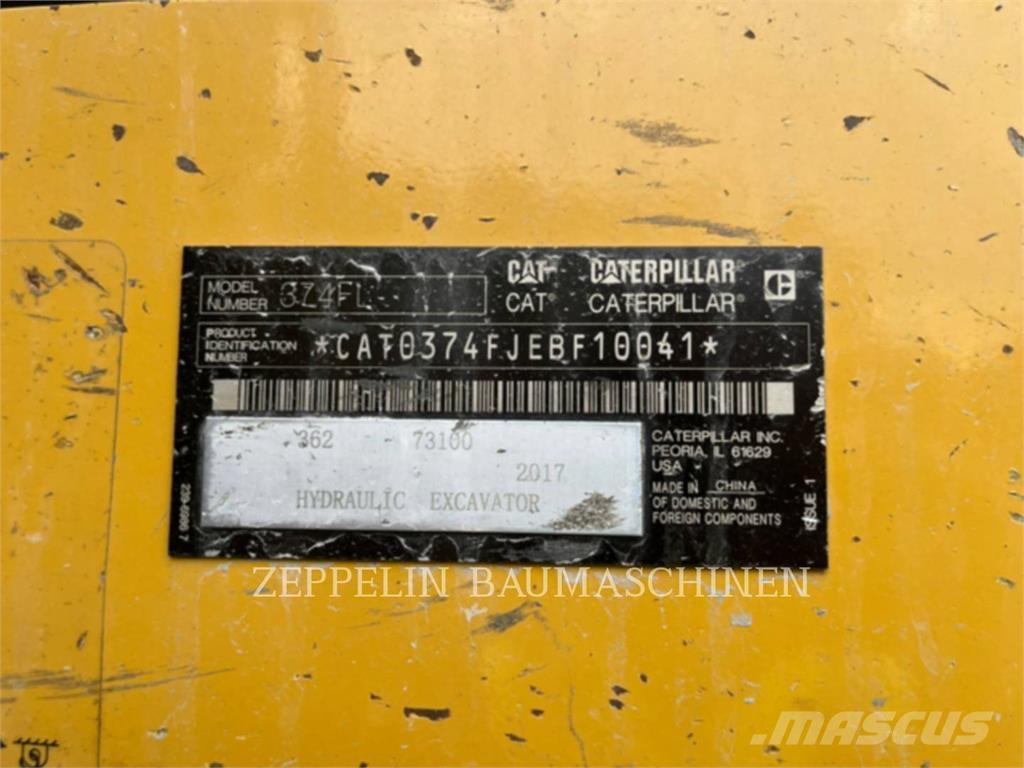 MODEL NUMBER 374FL
CAT CATERPILLAR
CAT® CATERPILLAR®
PRODUCT IDENTIFICATION NUMBER *CAT0374FJEBF10041*
362 73100
2017
HYDRAULIC EXCAVATOR
CATERPILLAR INC.
PEORIA, IL 61629
USA
MADE IN CHINA
OF DOMESTIC AND
FOREIGN COMPONENTS
ISSUE 1
ZEPPELIN BAUMASCHINEN
MASCUS